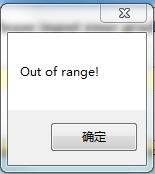 Out of range!
确定